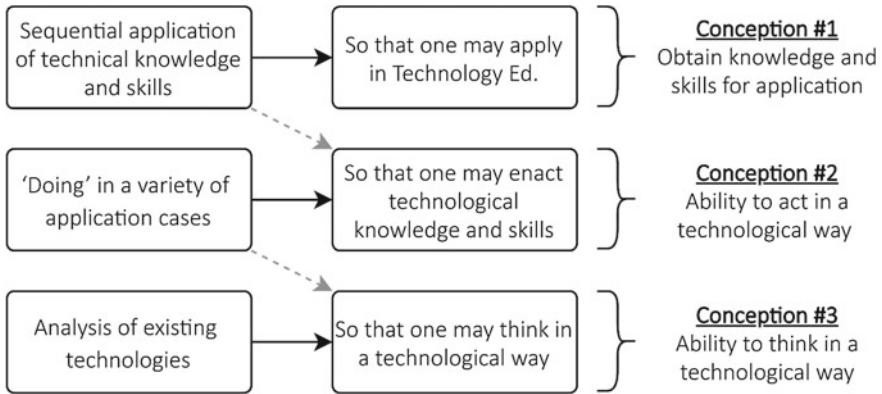 Sequential application
of technical knowledge
and skills
So that one may apply
in Technology Ed.
Conception #1
Obtain knowledge and
skills for application
‘Doing’ in a variety of
application cases
So that one may enact
technological
knowledge and skills
Conception #2
Ability to act in a
technological way
Analysis of existing
technologies
So that one may think in
a technological way
Conception #3
Ability to think in a
technological way